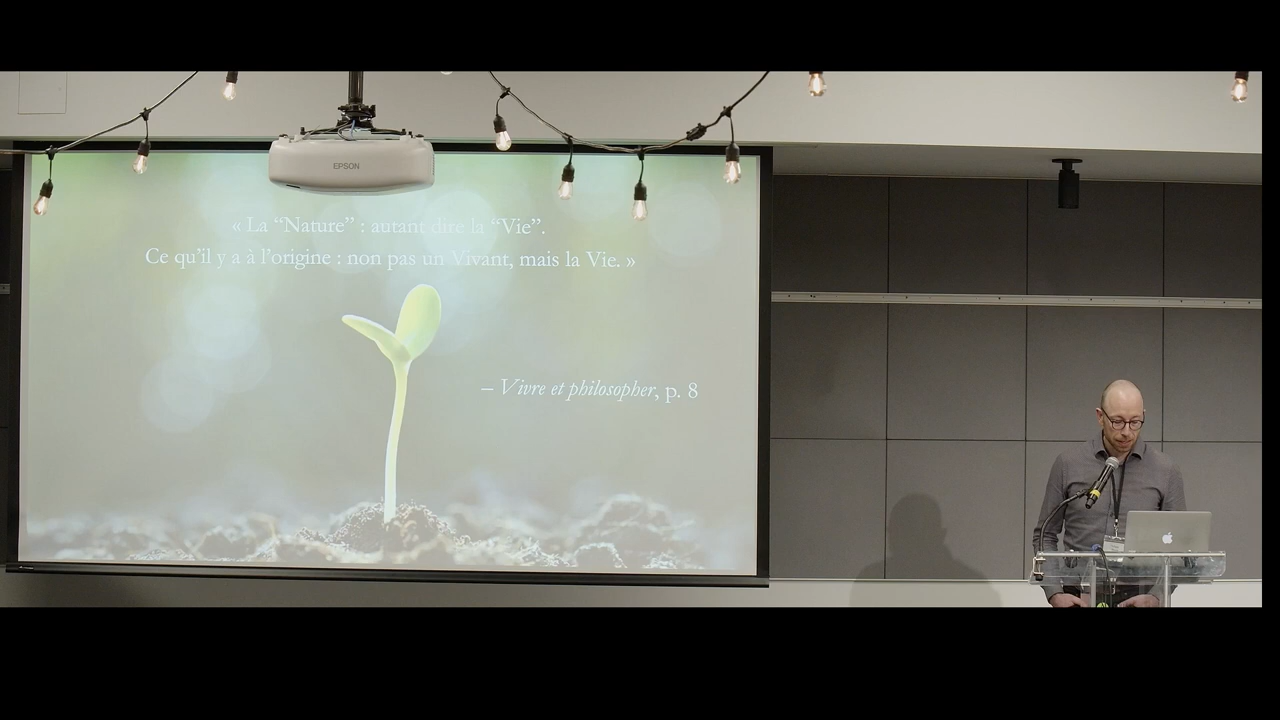 EPSON
« La “Nature” : autant dire la “Vie”.
Ce qu’il y a à l’origine : non pas un Vivant, mais la Vie. »
– Vivre et philosopher, p. 8